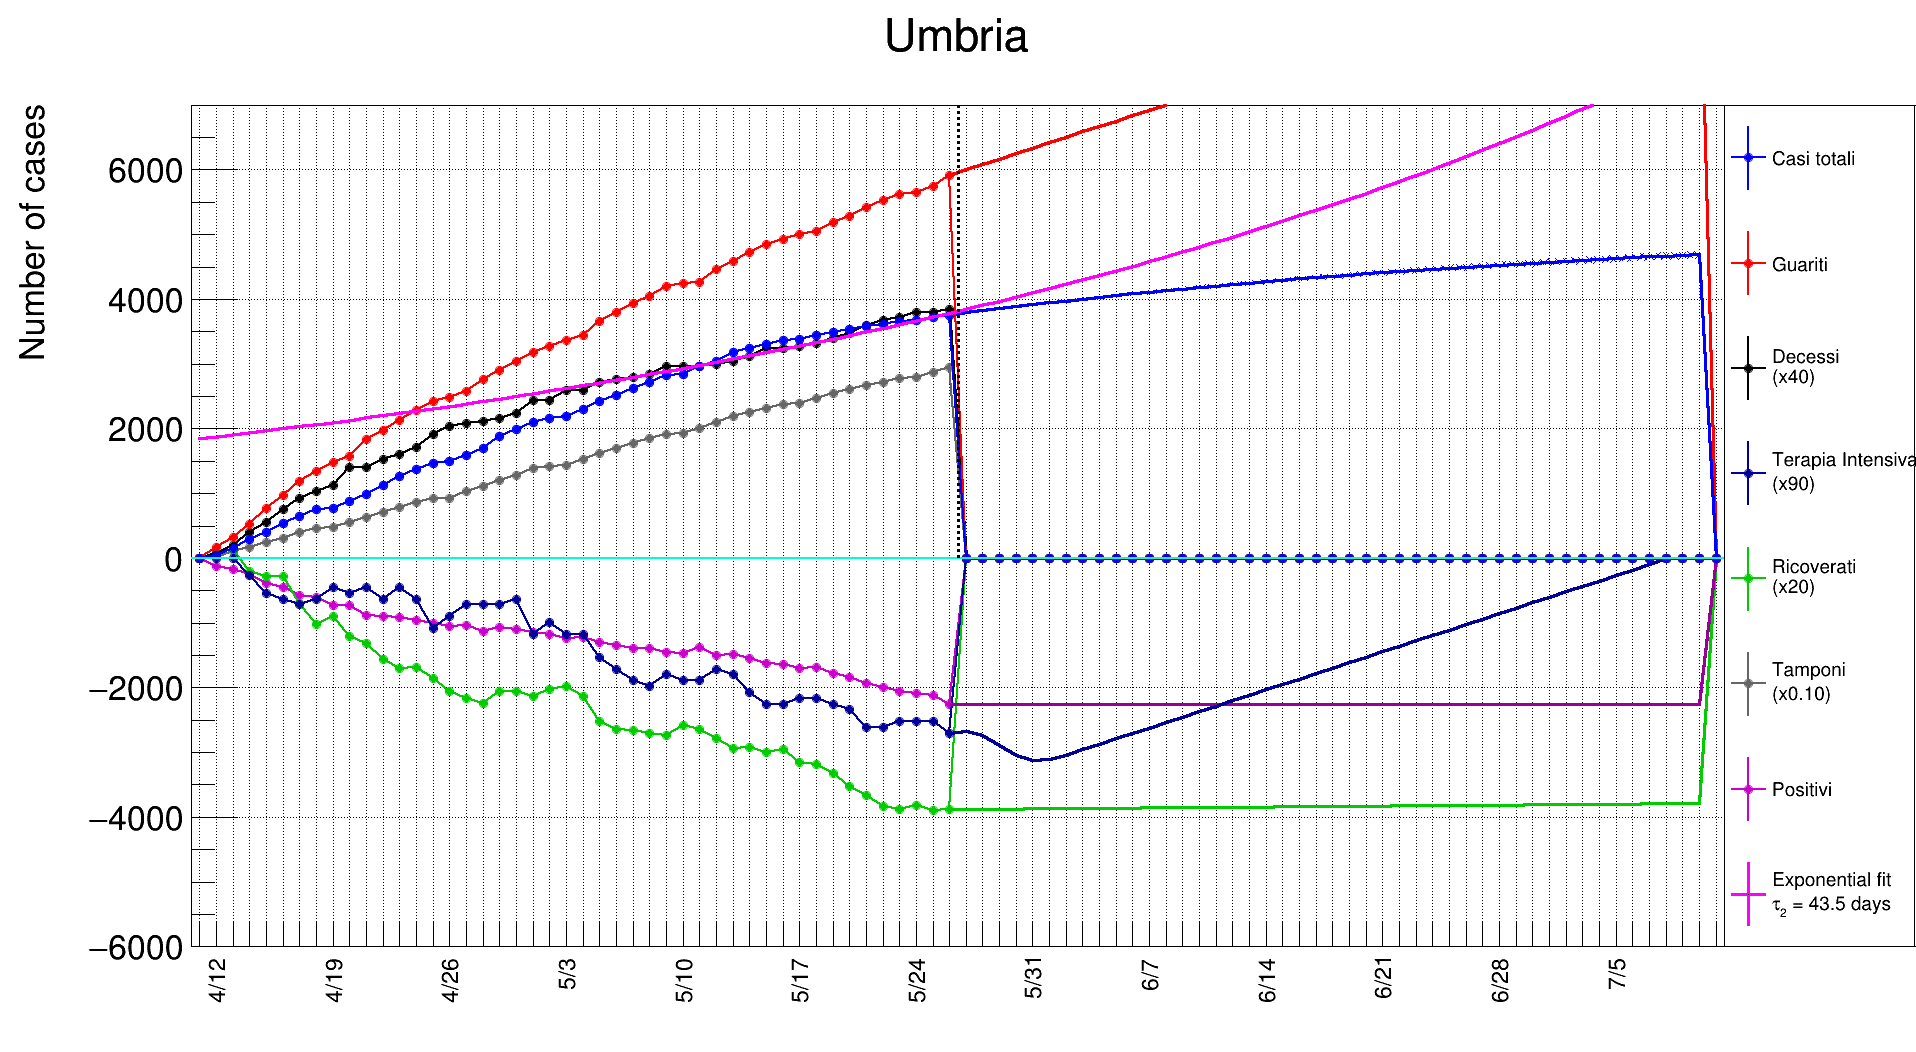 Umbria
Number of cases
6000
4000
2000
0
−2000
−4000
−6000
4/12
4/19
4/26
5/3
5/10
5/17
5/24
5/31
6/7
6/14
6/21
6/28
7/5
Casi totali
Guariti
Decessi
(x40)
Terapia Intensiva
(x90)
Ricoverati
(x20)
Tamponi
(x0.10)
Positivi
Exponential fit
τ2 = 43.5 days